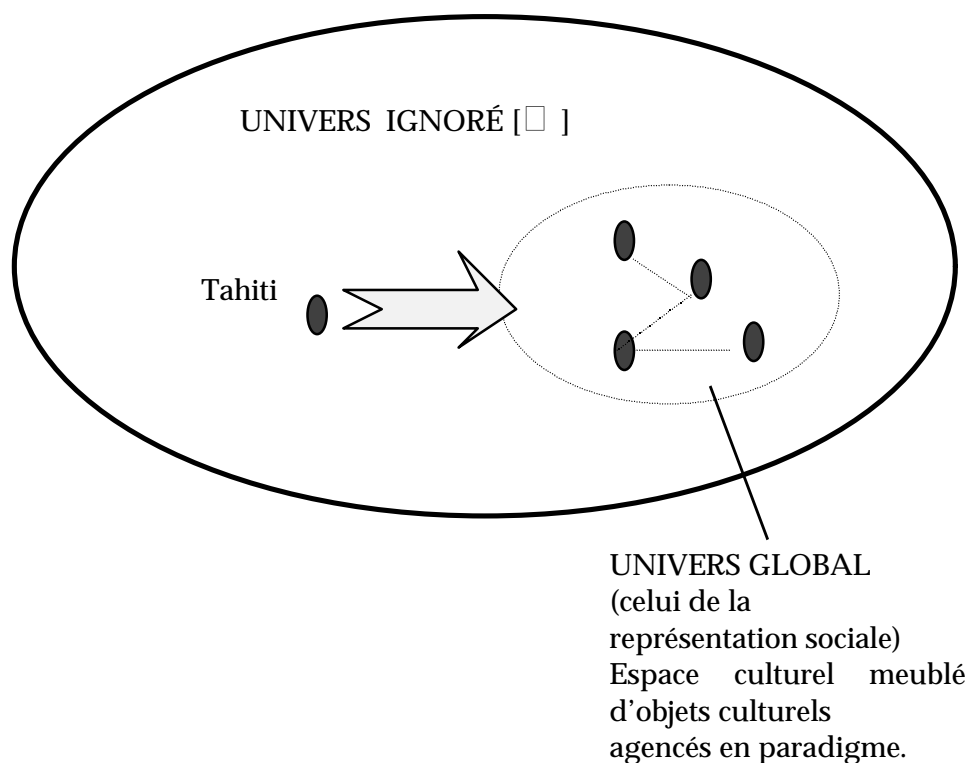 UNIVERS IGNORÉ [□ ]
Tahiti
UNIVERS GLOBAL
(celui de la
représentation sociale)
Espace culturel meublé
d'objets culturels
agencés en paradigme.